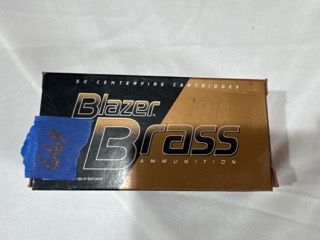 50 CENTERFIRE CARTRIDGES
Blazer
Brass
AMMUNITION